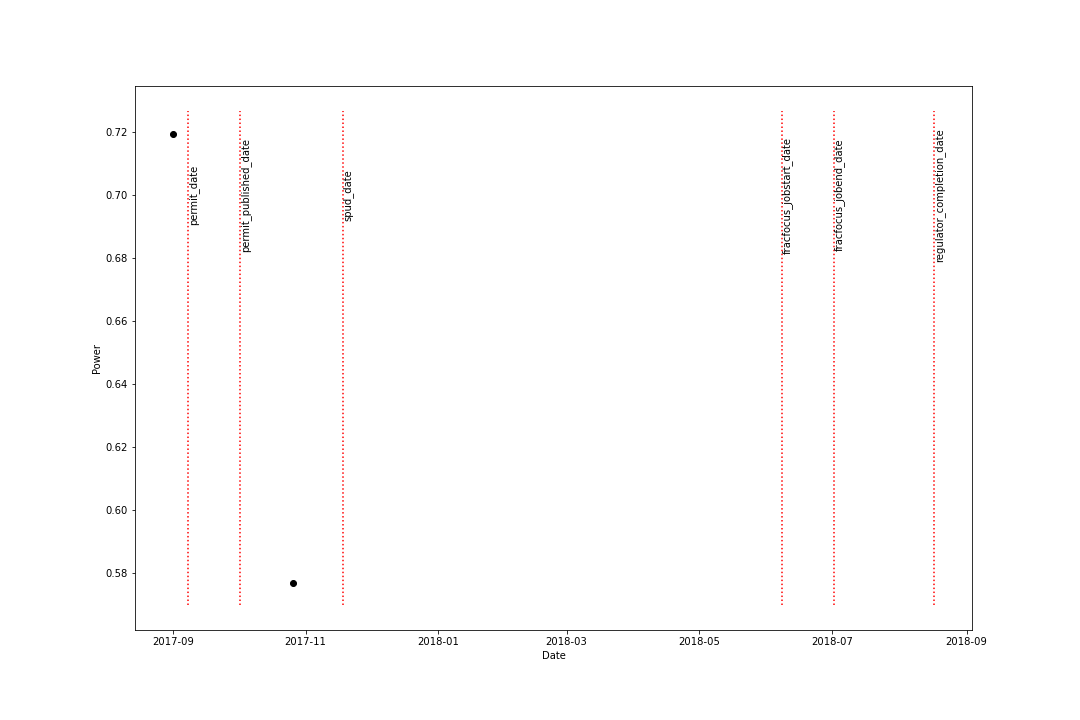 0.72
0.70
0.68
0.66
0.64
0.62
0.60
0.58
Power
permit_date
permit_published_date
spud_date
fracfocus_jobstart_date
fracfocus_jobend_date
regulator_completion_date
2017-09
2017-11
2018-01
2018-03
2018-05
2018-07
2018-09
Date